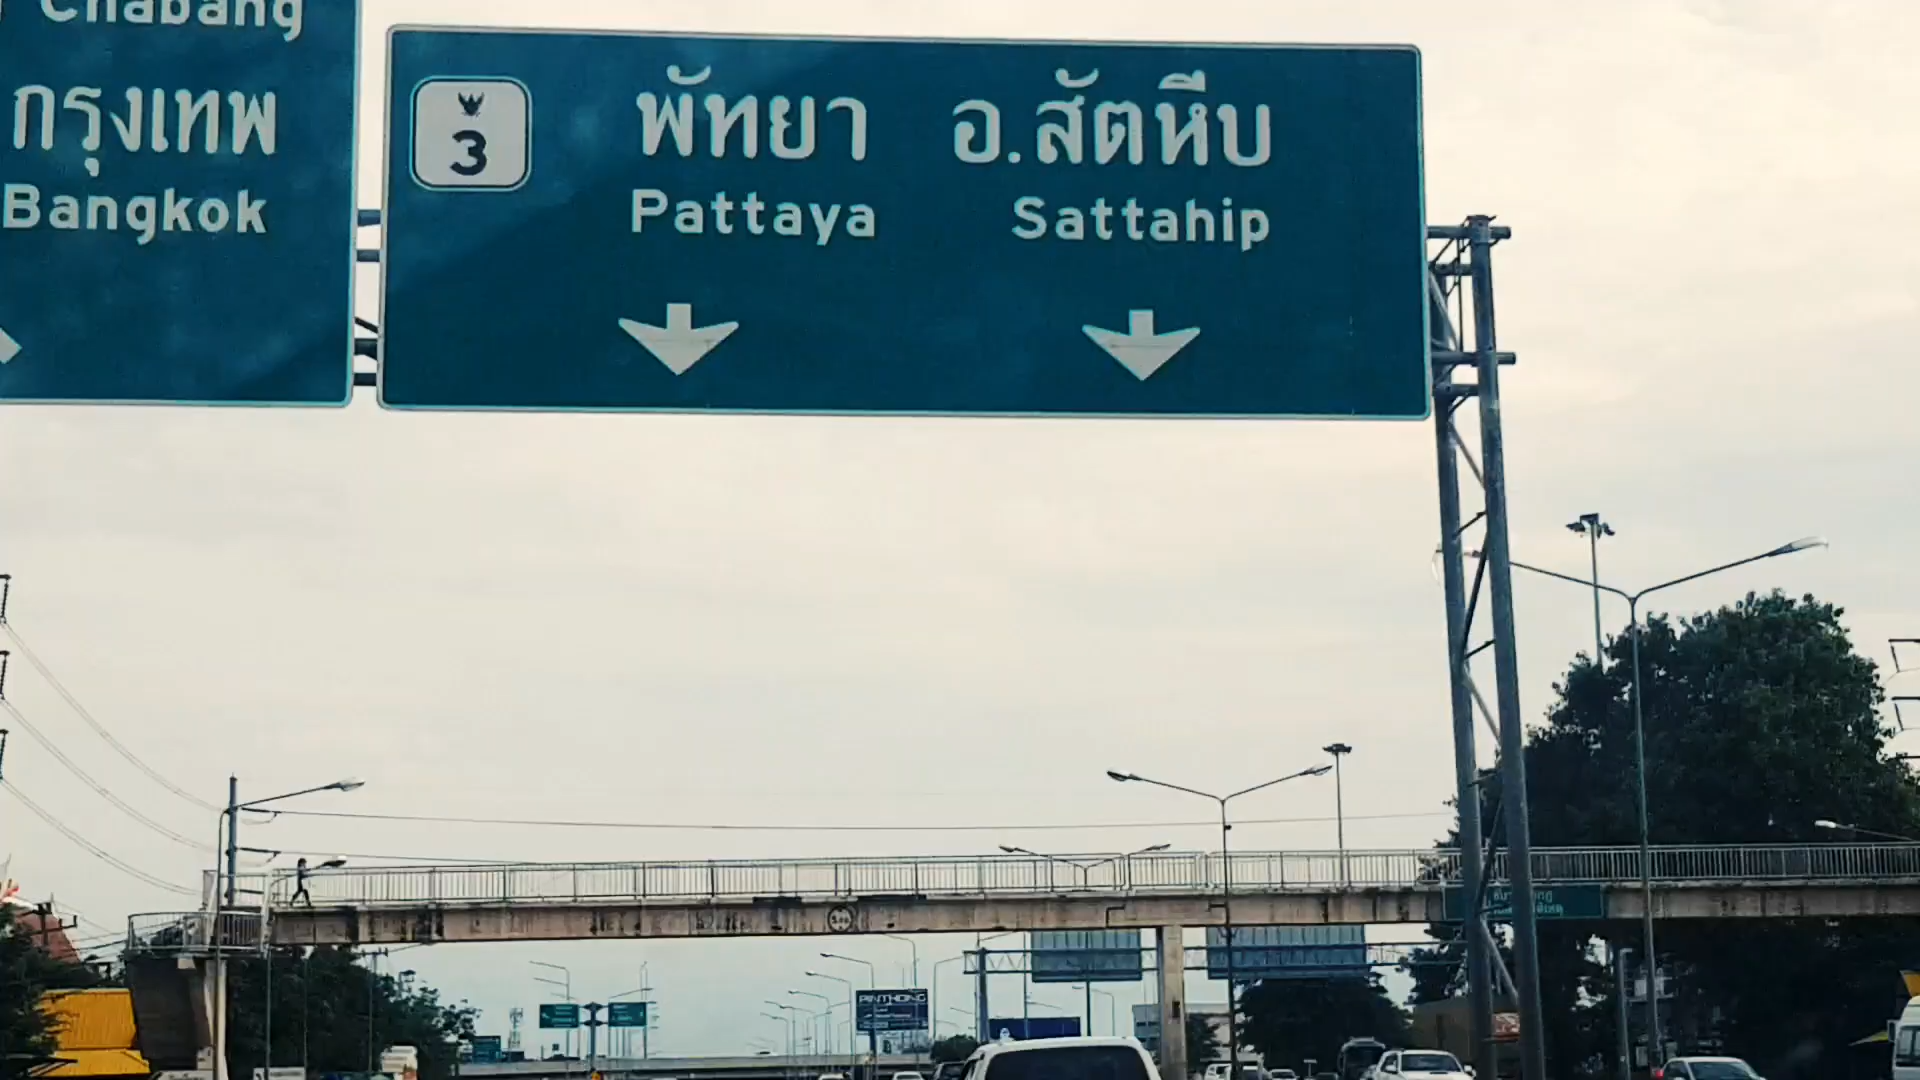 Chabang
กรุงเทพ
Bangkok
3
พัทยา อ.สัตหีบ
Pattaya Sattahip
PINTHONG